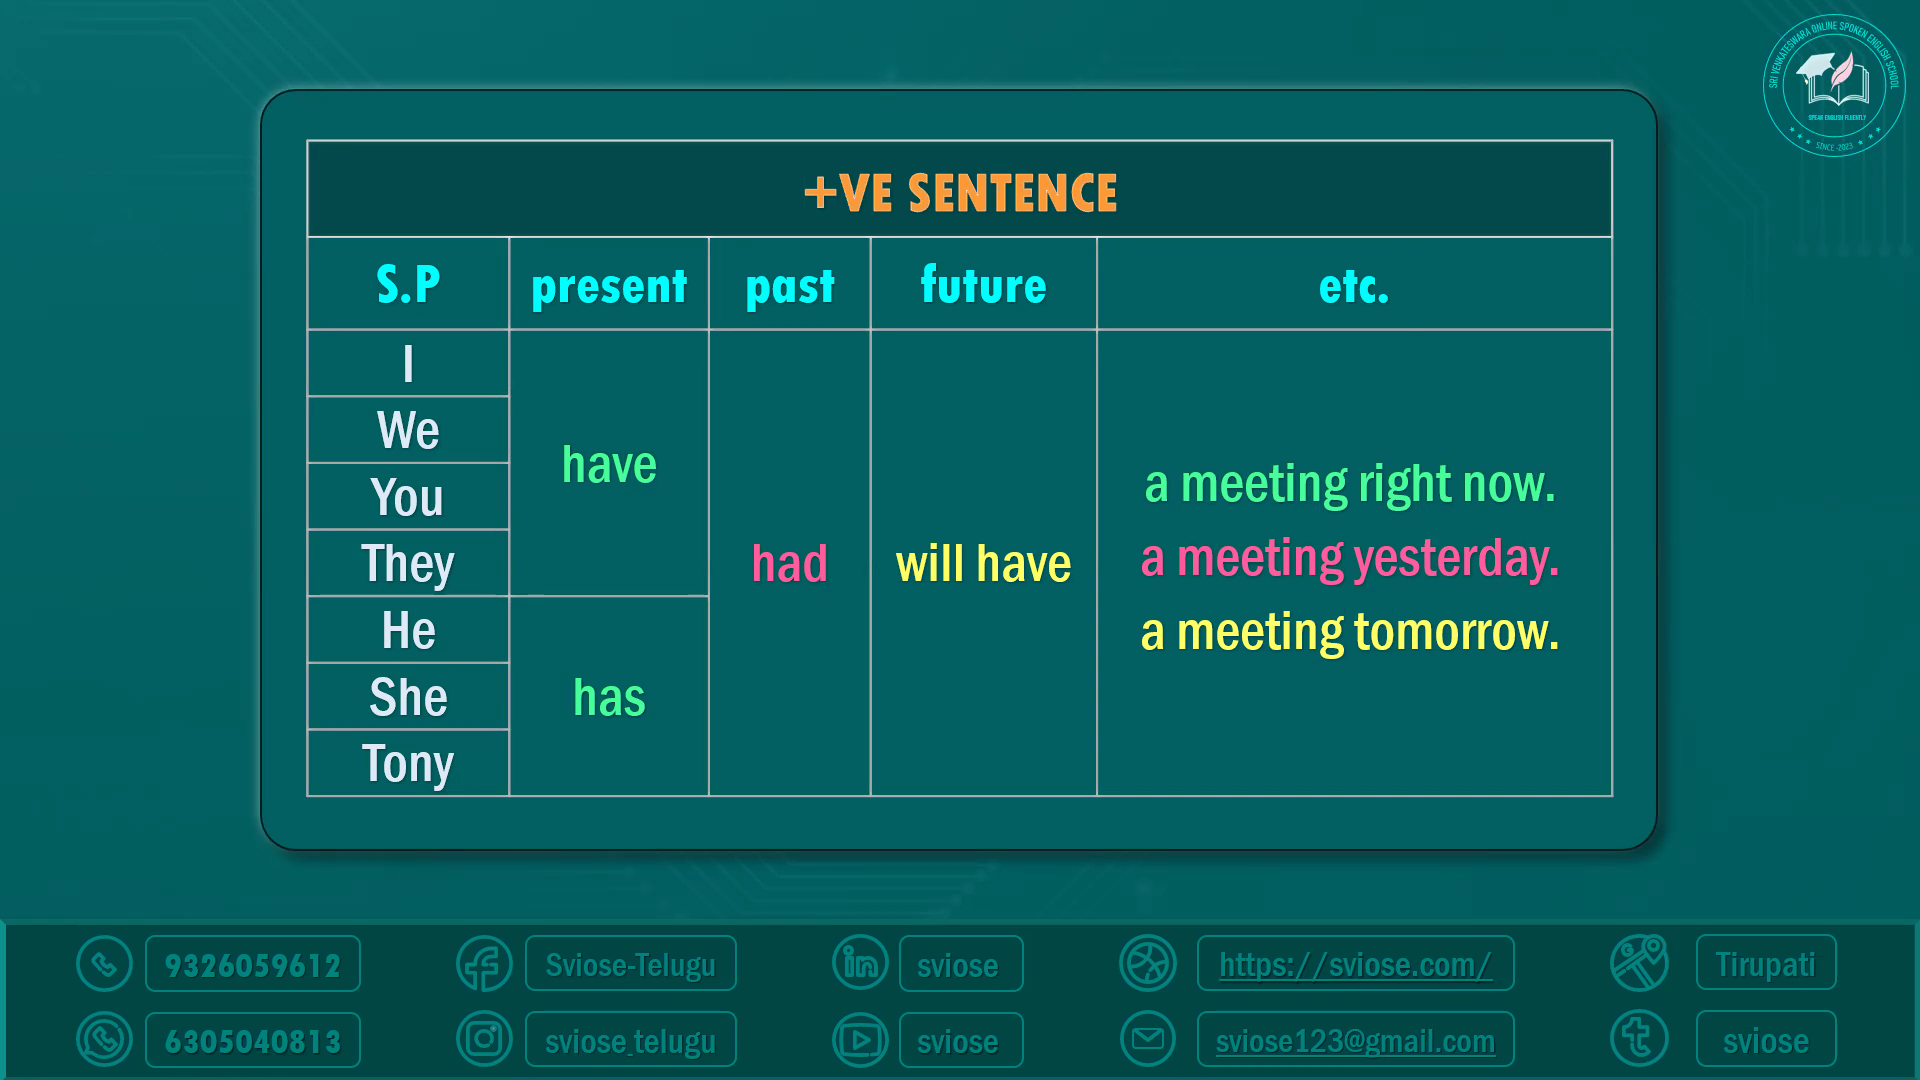 SRI VENKATESWARA ONLINE SPOKEN ENGLISH SCHOOL
SPEAK ENGLISH FLUENTLY
SINCE -2023
+VE SENTENCE
S.P present past future etc.
I
We
You
They
He
She
Tony
have
has
had
will have
a meeting right now.
a meeting yesterday.
a meeting tomorrow.
9326059612 Sviose-Telugu sviose https://sviose.com/ Tirupati
6305040813 sviose_telugu sviose sviose123@gmail.com sviose